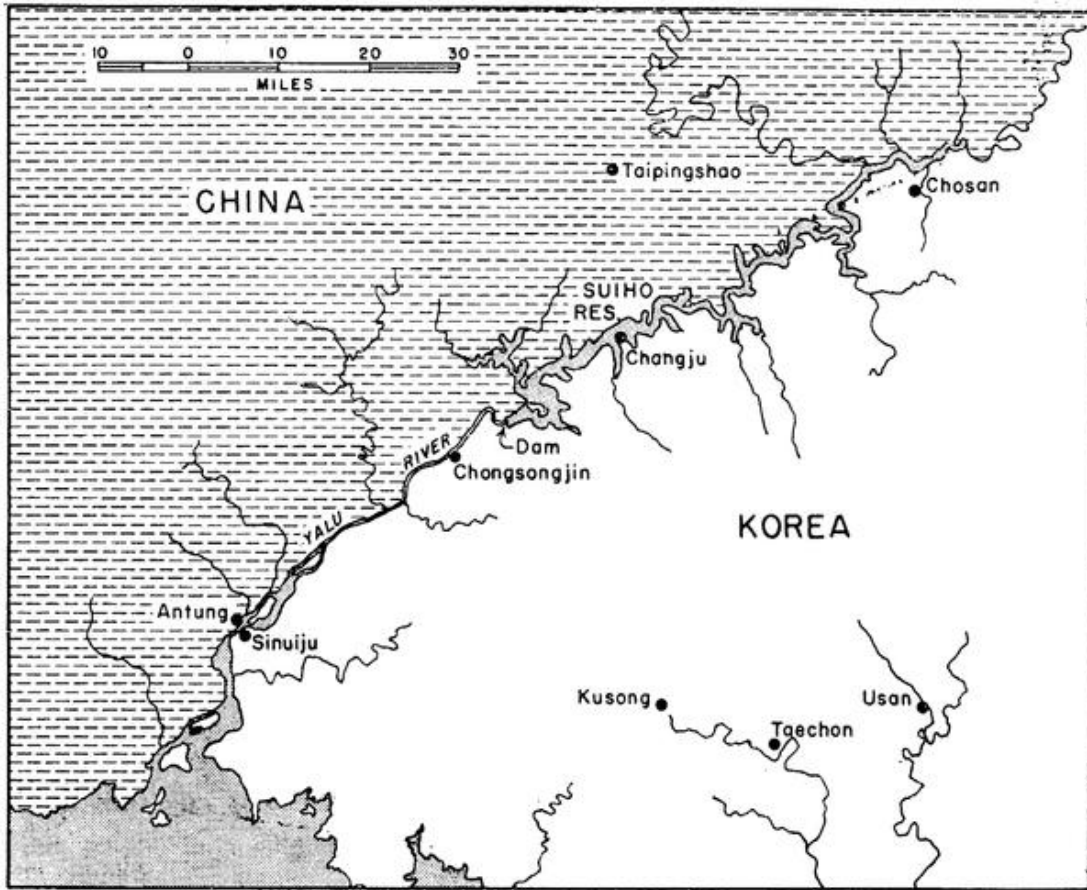 10 0 10 20 30
MILES
CHINA
Taipingshao
Chosan
SUIHO
RES.
Changju
Dam
RIVER
Chongsongjin
YALU
KOREA
Antung
Sinuiju
Kusong
Usan
Taechon